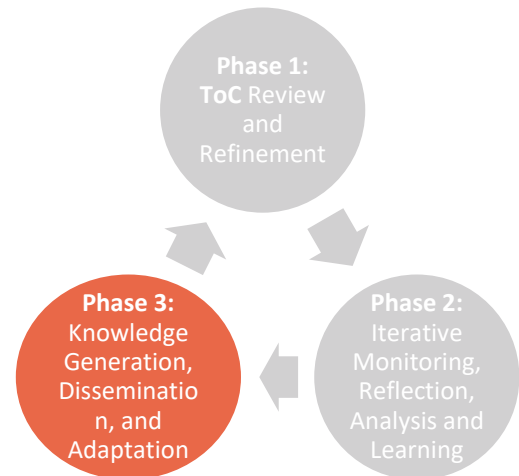 Phase 1:
ToC Review
and
Refinement
Phase 3:
Knowledge
Generation,
Disseminatio
n, and
Adaptation
Phase 2:
Iterative
Monitoring,
Reflection,
Analysis and
Learning